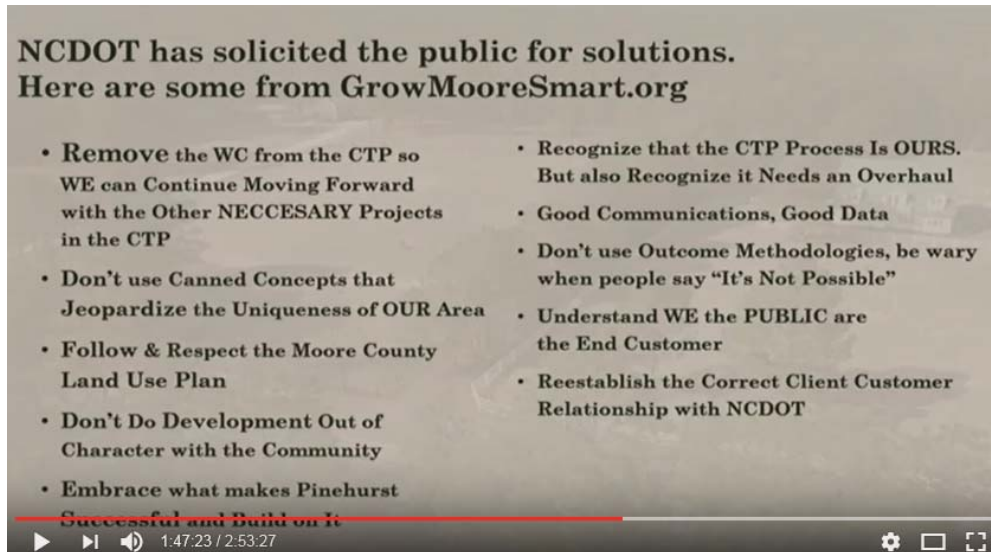 NCDOT has solicited the public for solutions.
Here are some from GrowMooreSmart.org
• Remove the WC from the CTP so
WE can Continue Moving Forward
with the Other NECCESARY Projects
in the CTP
• Don't use Canned Concepts that
Jeopardize the Uniqueness of OUR Area
• Follow & Respect the Moore County
Land Use Plan
• Don't Do Development Out of
Character with the Community
• Embrace what makes Pinehurst
Successful and Build on It
• Recognize that the CTP Process Is OURS.
But also Recognize it Needs an Overhaul
• Good Communications, Good Data
• Don't use Outcome Methodologies, be wary
when people say "It's Not Possible"
• Understand WE the PUBLIC are
the End Customer
• Reestablish the Correct Client Customer
Relationship with NCDOT
1:47:23 / 2:53:27